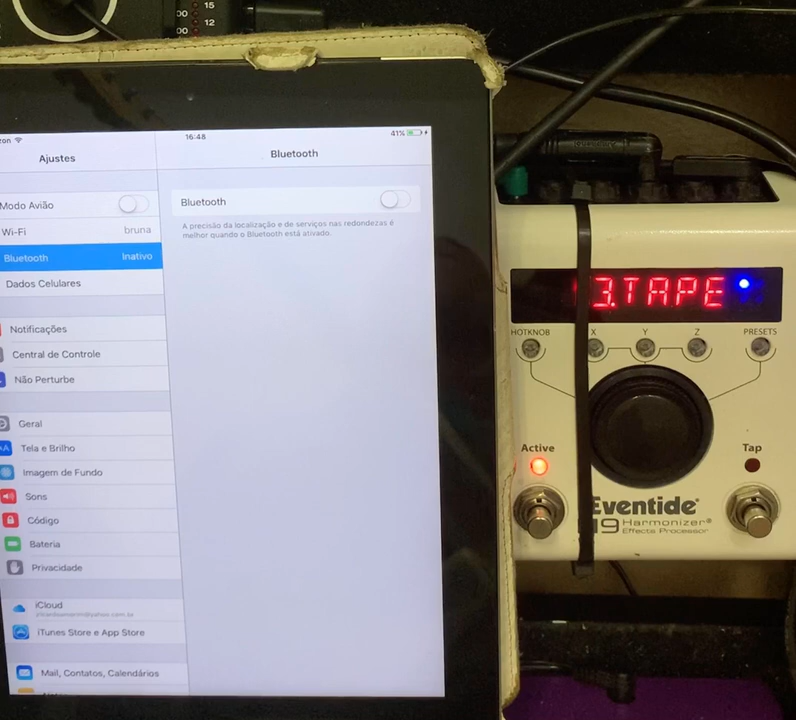 15
00
12
00
16:48
41%
Ajustes
Bluetooth
Modo Avião
Wi-Fi bruna
Bluetooth Inativo
Dados Celulares
Notificações
Central de Controle
Não Perturbe
Geral
Tela e Brilho
Imagem de Fundo
Sons
Código
Bateria
Privacidade
iCloud
iTunes Store e App Store
Mail, Contatos, Calendários
Bluetooth
A precisão da localização e de serviços nas redondezas é
melhor quando o Bluetooth está ativado.
3.TAPE
HOTKNOB X Y Z PRESETS
Active Tap
Eventide®
H9 Harmonizer®
Effects Processor